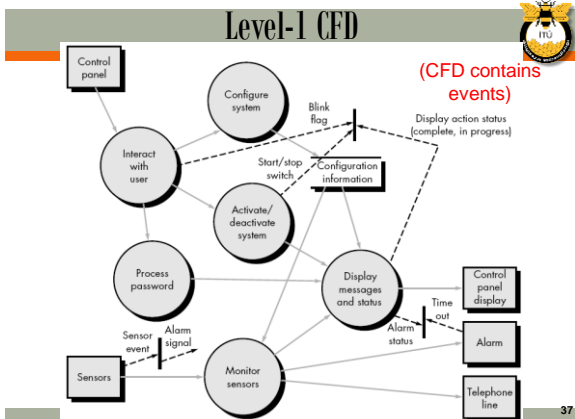 Level-1 CFD
İTÜ
(CFD contains
events)
Control
panel
Configure
system
Blink
flag
Display action status
(complete, in progress)
Interact
with
user
Start/stop
switch
Configuration
information
Activate/
deactivate
system
Process
password
Display
messages
and status
Control
panel
display
Time
out
Sensor
event
Alarm
signal
Alarm
status
Alarm
Sensors
Monitor
sensors
Telephone
line
37